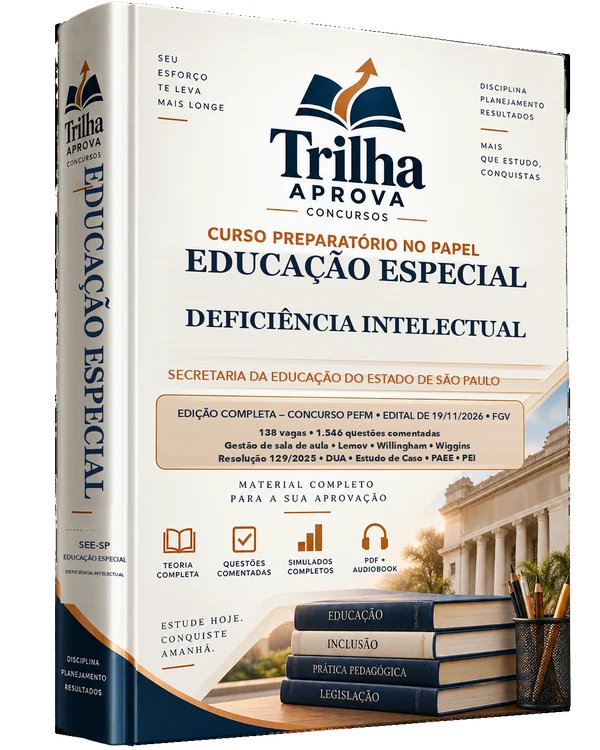 Trilha
APROVA
CONCURSOS
EDUCAÇÃO ESPECIAL
SEE-SP
EDUCAÇÃO ESPECIAL
DEFICIÊNCIA INTELECTUAL
DISCIPLINA
PLANEJAMENTO
RESULTADOS
SEU
ESFORÇO
TE LEVA
MAIS LONGE
DISCIPLINA
PLANEJAMENTO
RESULTADOS
MAIS
QUE ESTUDO,
CONQUISTAS
Trilha
APROVA
CONCURSOS
CURSO PREPARATÓRIO NO PAPEL
EDUCAÇÃO ESPECIAL
DEFICIÊNCIA INTELECTUAL
SECRETARIA DA EDUCAÇÃO DO ESTADO DE SÃO PAULO
EDIÇÃO COMPLETA – CONCURSO PEFM • EDITAL DE 19/11/2026 • FGV
138 vagas • 1.546 questões comentadas
Gestão de sala de aula • Lemov • Willingham • Wiggins
Resolução 129/2025 • DUA • Estudo de Caso • PAEE • PEI
MATERIAL COMPLETO
PARA A SUA APROVAÇÃO
TEORIA
COMPLETA
QUESTÕES
COMENTADAS
SIMULADOS
COMPLETOS
PDF +
AUDIOBOOK
ESTUDE HOJE.
CONQUISTE
AMANHÃ.
EDUCAÇÃO
INCLUSÃO
PRÁTICA PEDAGÓGICA
LEGISLAÇÃO